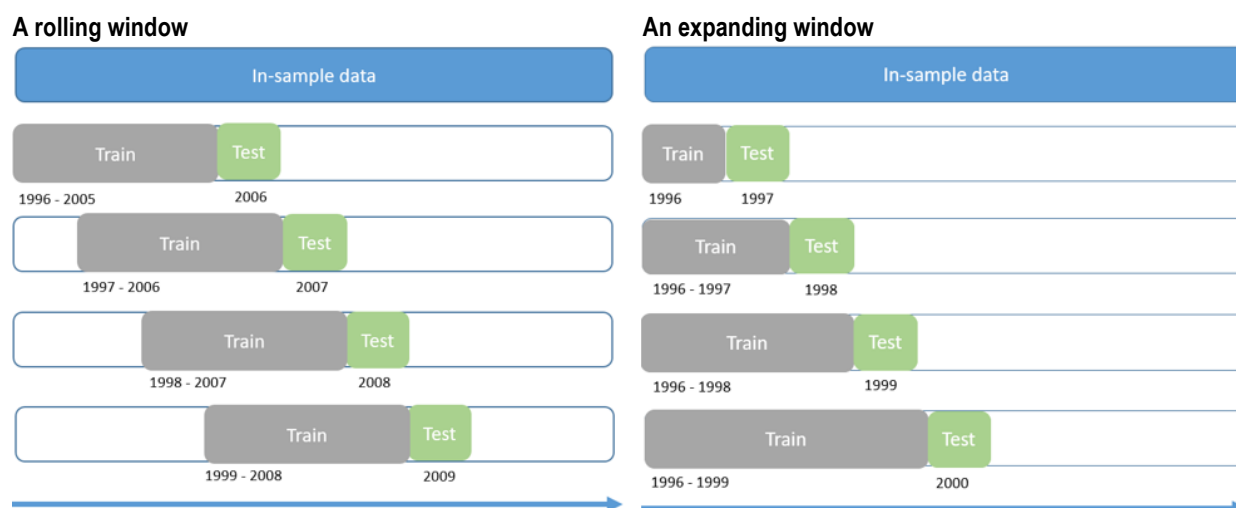 A rolling window
In-sample data
Train Test
1996 - 2005 2006
Train Test
1997 - 2006 2007
Train Test
1998 - 2007 2008
Train Test
1999 - 2008 2009
An expanding window
In-sample data
Train Test
1996 1997
Train Test
1996 - 1997 1998
Train Test
1996 - 1998 1999
Train Test
1996 - 1999 2000